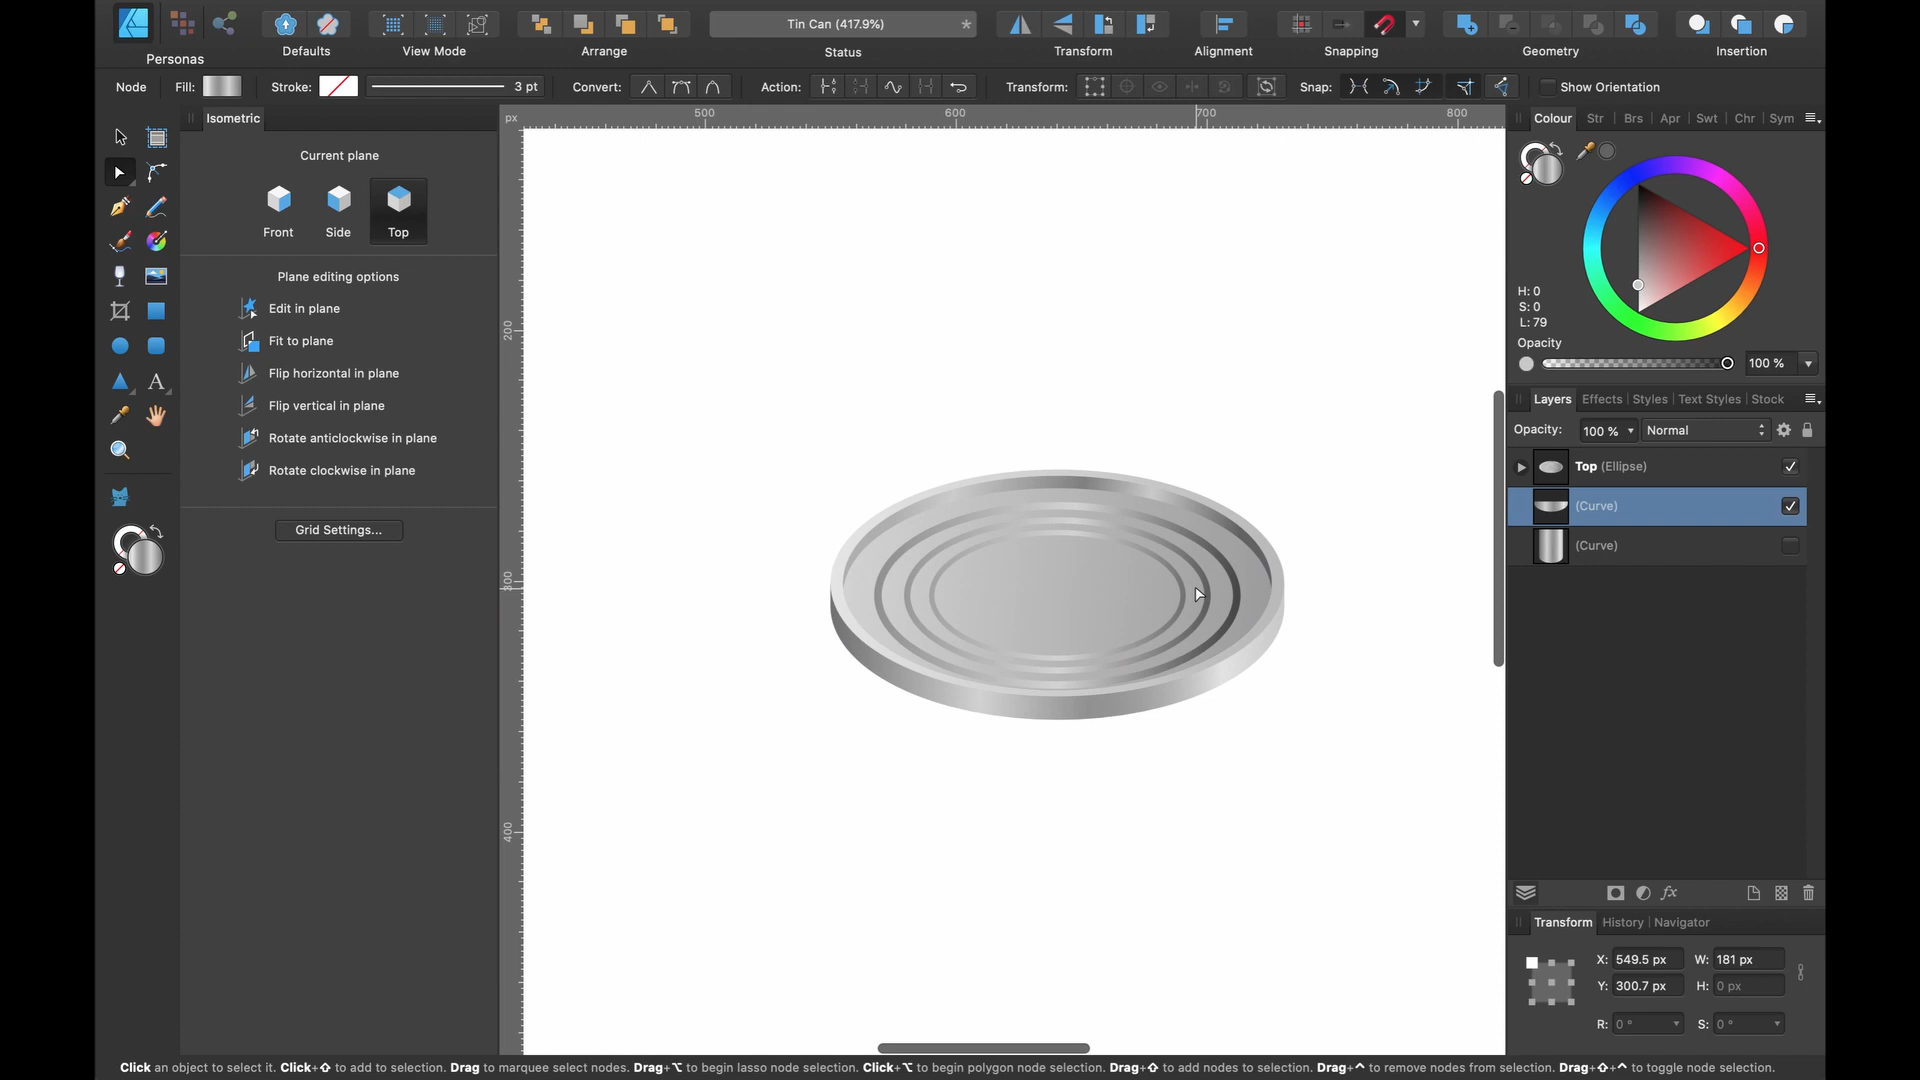 Tin Can (417.9%)
*
Personas
Defaults
View Mode
Arrange
Status
Transform
Alignment
Snapping
Geometry
Insertion
Node
Fill:
Stroke:
3 pt
Convert:
Action:
Transform:
Snap:
Show Orientation
Isometric
px
500
600
700
800
Colour
Str
Brs
Apr
Swt
Chr
Sym
Current plane
Front
Side
Top
Plane editing options
Edit in plane
Fit to plane
Flip horizontal in plane
Flip vertical in plane
Rotate anticlockwise in plane
Rotate clockwise in plane
Grid Settings...
200
300
400
H: 0
S: 0
L: 79
Opacity
100 %
Layers
Effects
Styles
Text Styles
Stock
Opacity:
100 %
Normal
Top (Ellipse)
(Curve)
(Curve)
fx
Transform
History
Navigator
X: 549.5 px
W: 181 px
Y: 300.7 px
H: 0 px
R: 0 °
S: 0 °
Click an object to select it. Click+⇧ to add to selection. Drag to marquee select nodes. Drag+⌥ to begin lasso node selection. Click+⌥ to begin polygon node selection. Drag+⇧ to add nodes to selection. Drag+⌃ to remove nodes from selection. Drag+⇧+⌃ to toggle node selection.